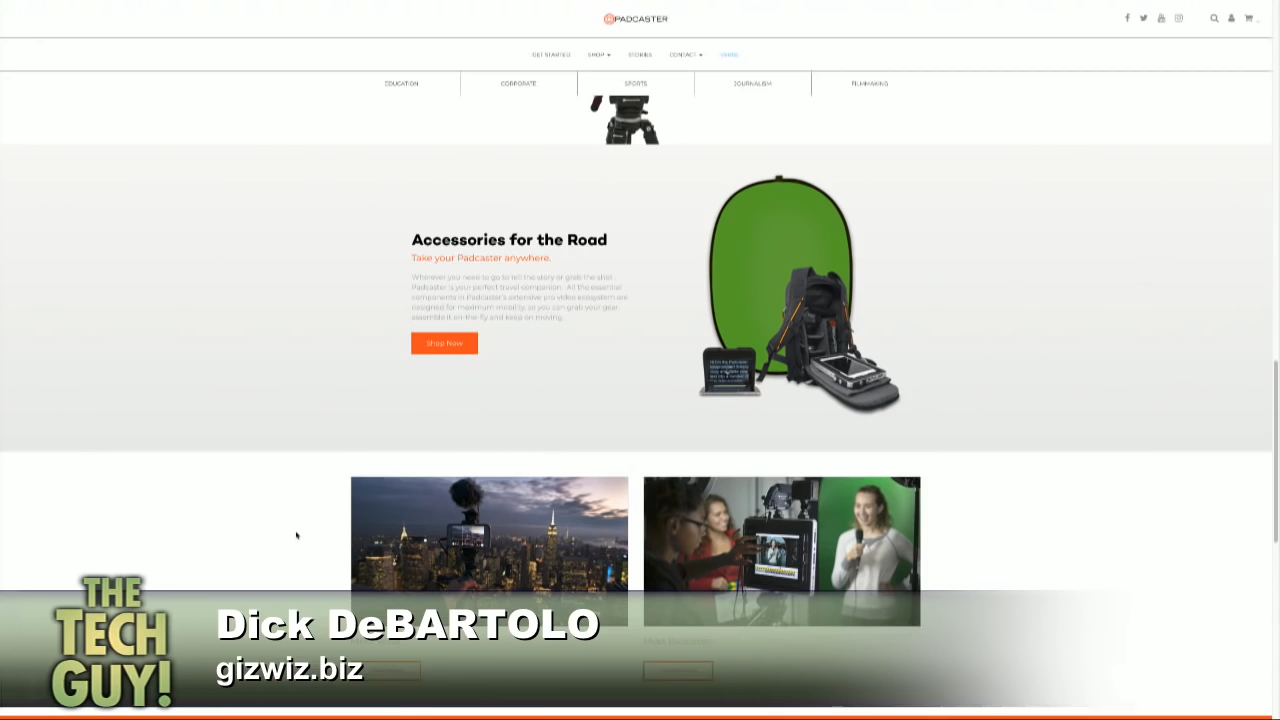 PADCASTER
GET STARTED SHOP STORIES CONTACT
EDUCATION CORPORATE SPORTS JOURNALISM FILMMAKING
Accessories for the Road
Take your Padcaster anywhere.
Wherever you need to go to tell the story or grab the shot
Padcaster is your perfect travel companion. All the essential
components in Padcaster's extensive pro video ecosystem are
designed for maximum mobility, so you can grab your gear,
assemble it on-the-fly and keep on moving.
Shop Now
THE
TECH
GUY!
Dick DeBARTOLO
gizwiz.biz